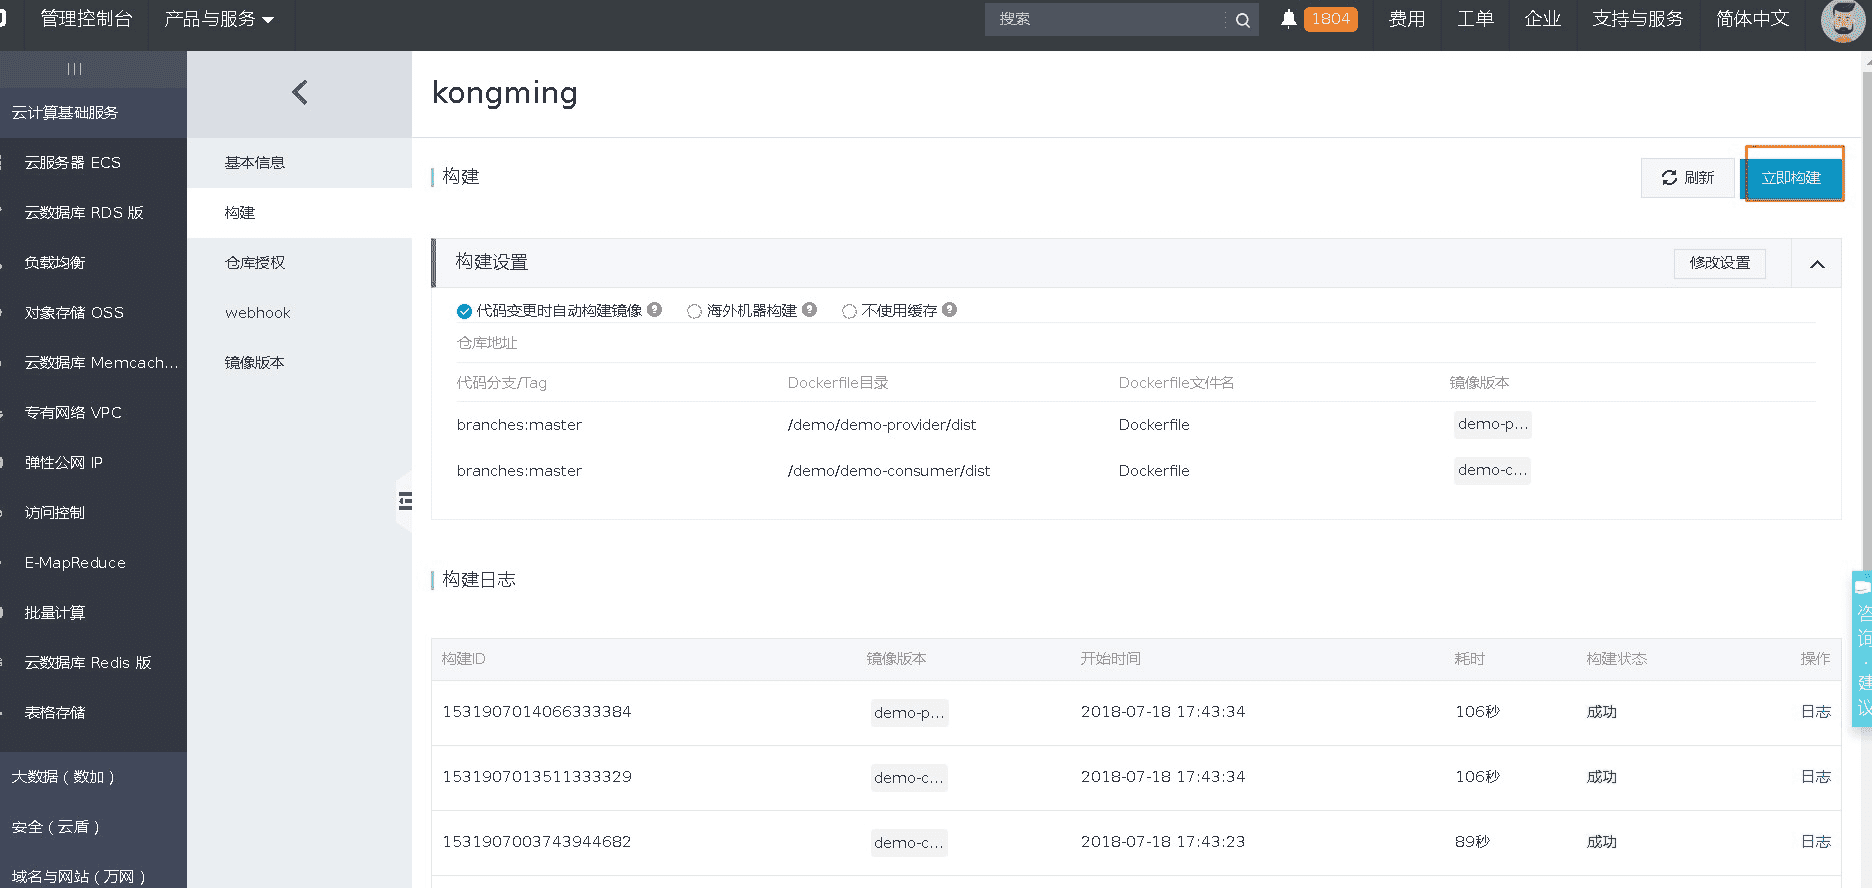 管理控制台
产品与服务
搜索
1804
费用
工单
企业
支持与服务
简体中文
云计算基础服务
云服务器 ECS
云数据库 RDS 版
负载均衡
对象存储 OSS
云数据库 Memcach...
专有网络 VPC
弹性公网 IP
访问控制
E-MapReduce
批量计算
云数据库 Redis 版
表格存储
大数据 ( 数加 )
安全 ( 云盾 )
域名与网站 ( 万网 )
基本信息
构建
仓库授权
webhook
镜像版本
kongming
构建
刷新
立即构建
构建设置
修改设置
代码变更时自动构建镜像 海外机器构建 不使用缓存
仓库地址
代码分支/Tag Dockerfile目录 Dockerfile文件名 镜像版本
branches:master /demo/demo-provider/dist Dockerfile demo-p...
branches:master /demo/demo-consumer/dist Dockerfile demo-c...
构建日志
构建ID 镜像版本 开始时间 耗时 构建状态 操作
1531907014066333384 demo-p... 2018-07-18 17:43:34 106秒 成功 日志
1531907013511333329 demo-c... 2018-07-18 17:43:34 106秒 成功 日志
1531907003743944682 demo-c... 2018-07-18 17:43:23 89秒 成功 日志
咨询·建议